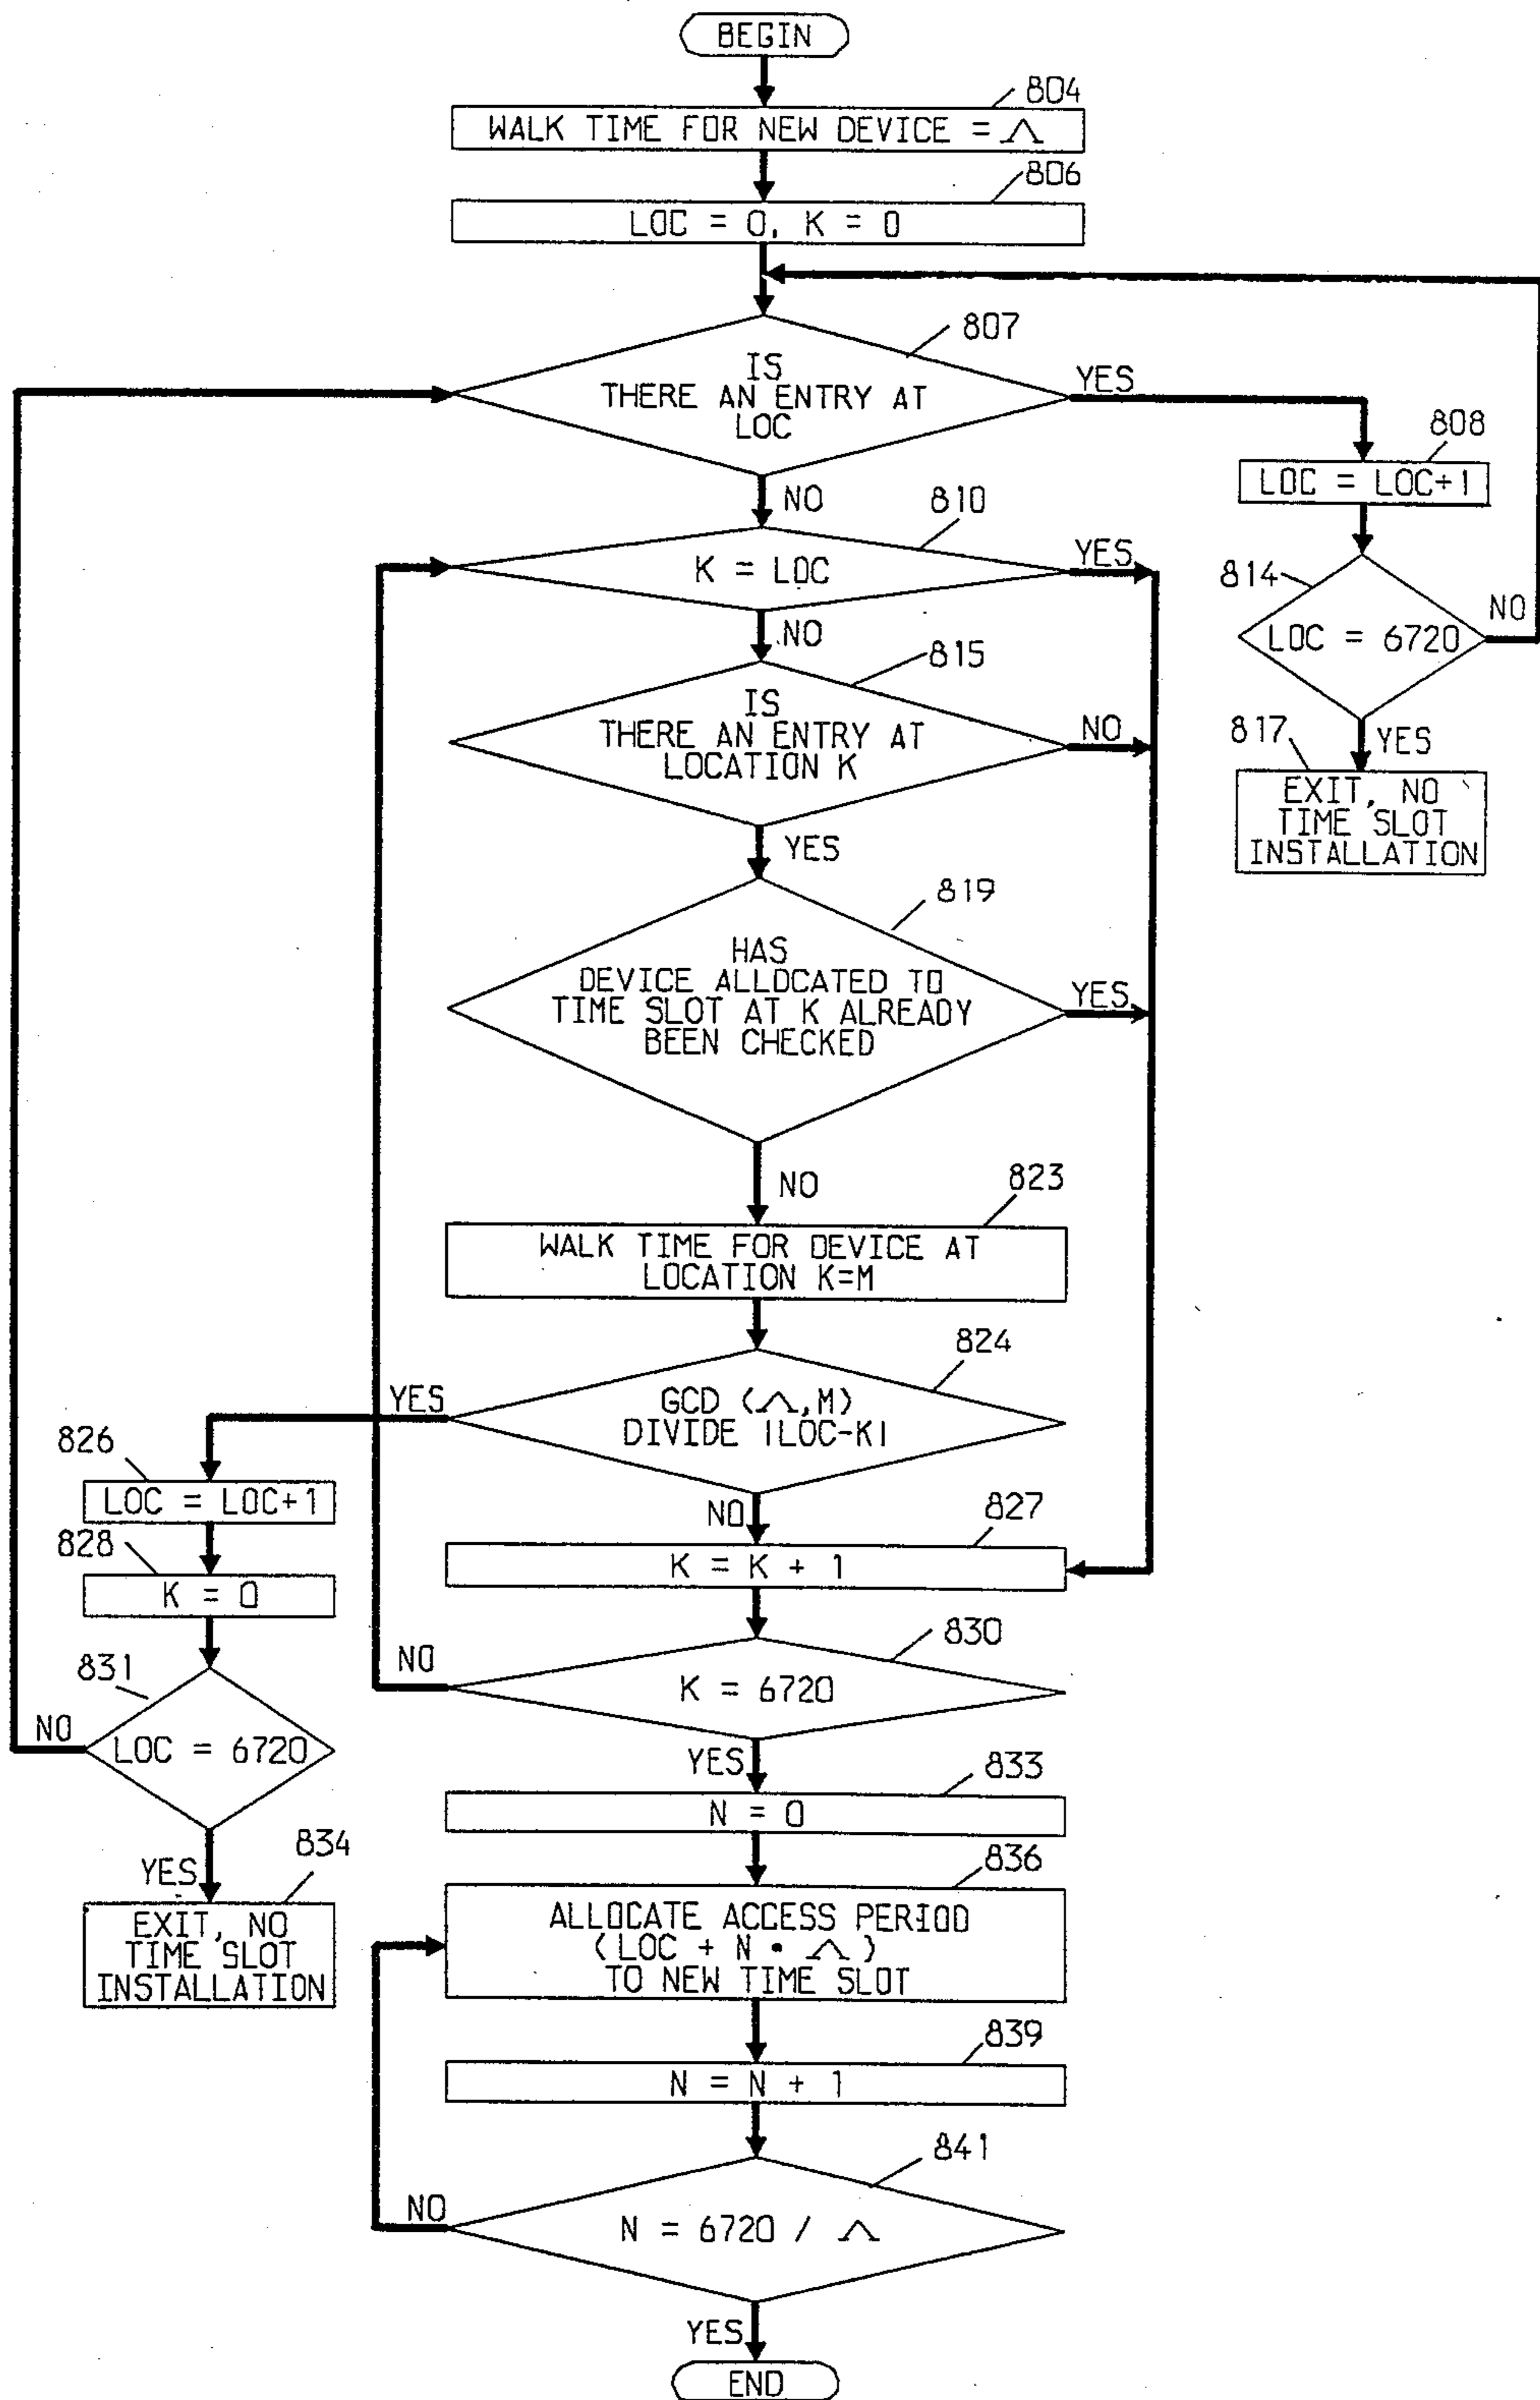 BEGIN
804
WALK TIME FOR NEW DEVICE = Λ
806
LOC = 0, K = 0
807
IS
THERE AN ENTRY AT
LOC
YES
NO
808
LOC = LOC+1
810
K = LOC
YES
NO
814
LOC = 6720
NO
YES
815
IS
THERE AN ENTRY AT
LOCATION K
NO
YES
817
EXIT, NO
TIME SLOT
INSTALLATION
819
HAS
DEVICE ALLOCATED TO
TIME SLOT AT K ALREADY
BEEN CHECKED
YES
NO
823
WALK TIME FOR DEVICE AT
LOCATION K=M
824
GCD (Λ,M)
DIVIDE |LOC-K|
YES
NO
826
LOC = LOC+1
827
K = K + 1
828
K = 0
830
K = 6720
NO
YES
831
LOC = 6720
NO
YES
833
N = 0
834
EXIT, NO
TIME SLOT
INSTALLATION
836
ALLOCATE ACCESS PERIOD
(LOC + N • Λ)
TO NEW TIME SLOT
839
N = N + 1
841
N = 6720 / Λ
NO
YES
END